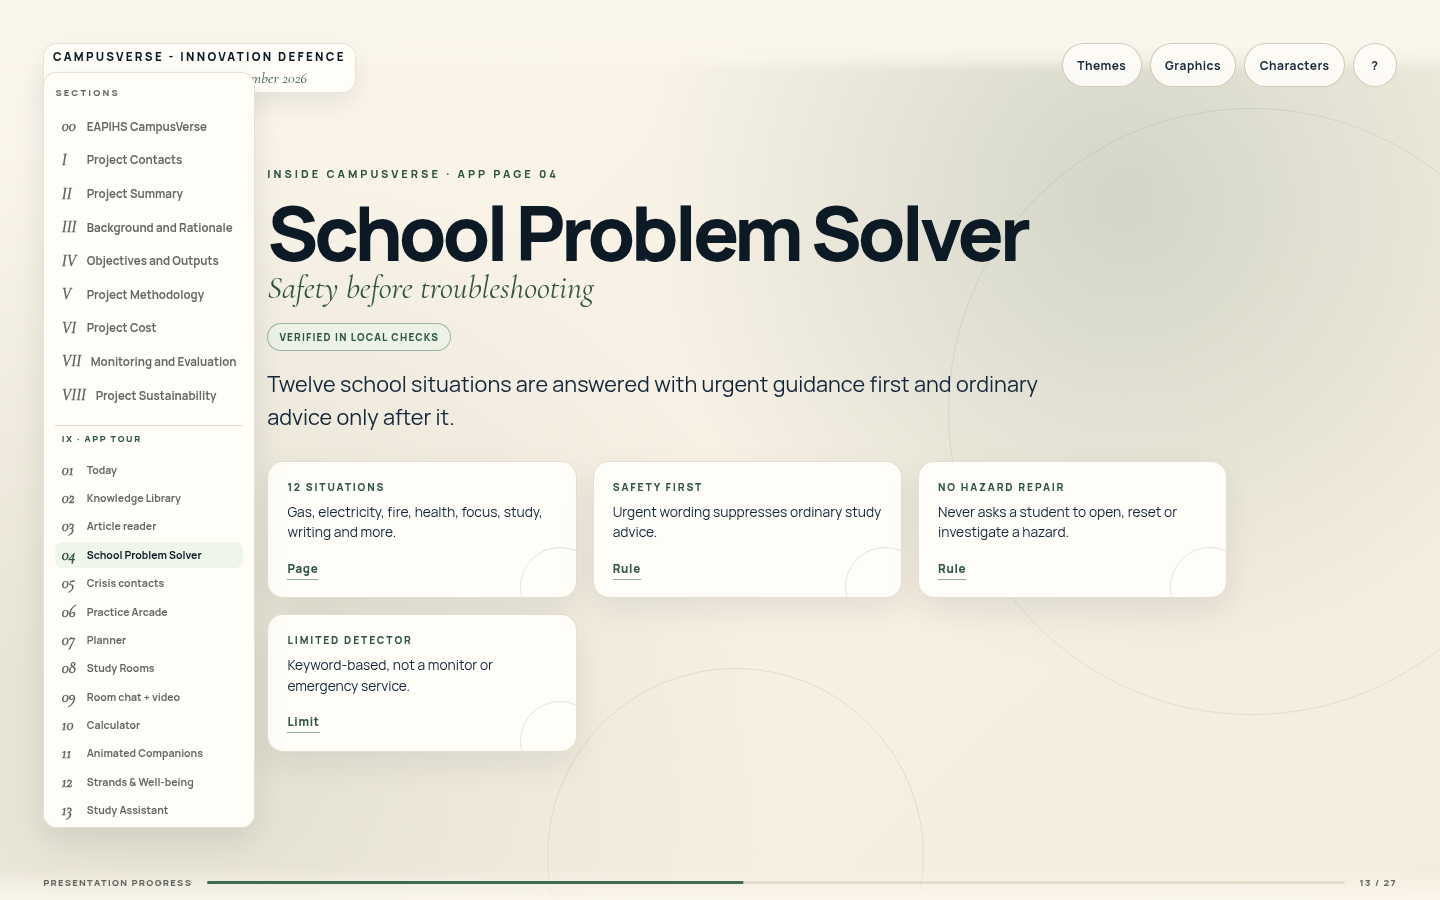 CAMPUSVERSE - INNOVATION DEFENCE
2026
Themes
Graphics
Characters
?
SECTIONS
00 EAPIHS CampusVerse
I Project Contacts
II Project Summary
III Background and Rationale
IV Objectives and Outputs
V Project Methodology
VI Project Cost
VII Monitoring and Evaluation
VIII Project Sustainability
IX · APP TOUR
01 Today
02 Knowledge Library
03 Article reader
04 School Problem Solver
05 Crisis contacts
06 Practice Arcade
07 Planner
08 Study Rooms
09 Room chat + video
10 Calculator
11 Animated Companions
12 Strands & Well-being
13 Study Assistant
INSIDE CAMPUSVERSE · APP PAGE 04
School Problem Solver
Safety before troubleshooting
VERIFIED IN LOCAL CHECKS
Twelve school situations are answered with urgent guidance first and ordinary
advice only after it.
12 SITUATIONS
Gas, electricity, fire, health, focus, study,
writing and more.
Page
SAFETY FIRST
Urgent wording suppresses ordinary study
advice.
Rule
NO HAZARD REPAIR
Never asks a student to open, reset or
investigate a hazard.
Rule
LIMITED DETECTOR
Keyword-based, not a monitor or
emergency service.
Limit
PRESENTATION PROGRESS
13 / 27